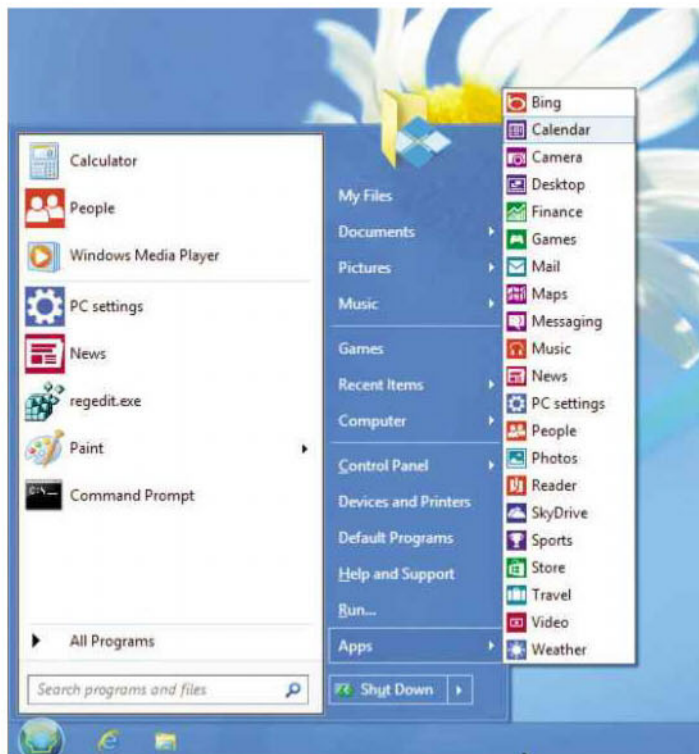 Calculator
People
Windows Media Player
PC settings
News
regedit.exe
Paint
Command Prompt
All Programs
Search programs and files
My Files
Documents
Pictures
Music
Games
Recent Items
Computer
Control Panel
Devices and Printers
Default Programs
Help and Support
Run...
Apps
Shut Down
Bing
Calendar
Camera
Desktop
Finance
Games
Mail
Maps
Messaging
Music
News
PC settings
People
Photos
Reader
SkyDrive
Sports
Store
Travel
Video
Weather